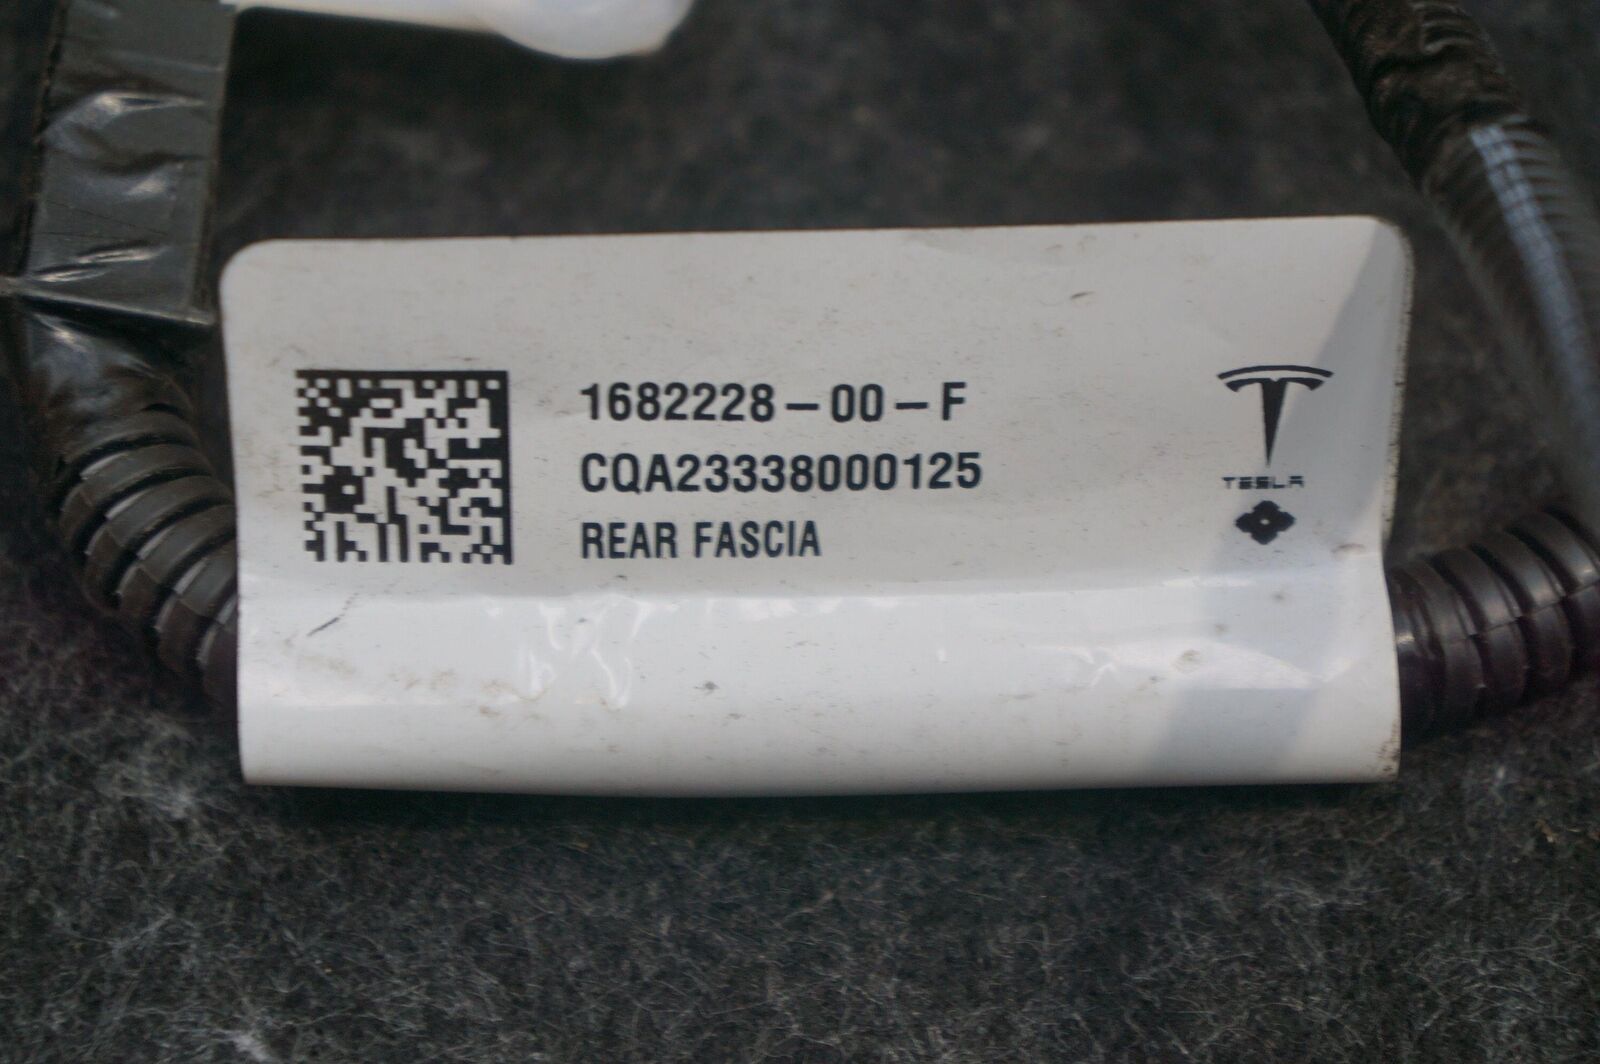 1682228-00-F
CQA23338000125
REAR FASCIA
TESLA